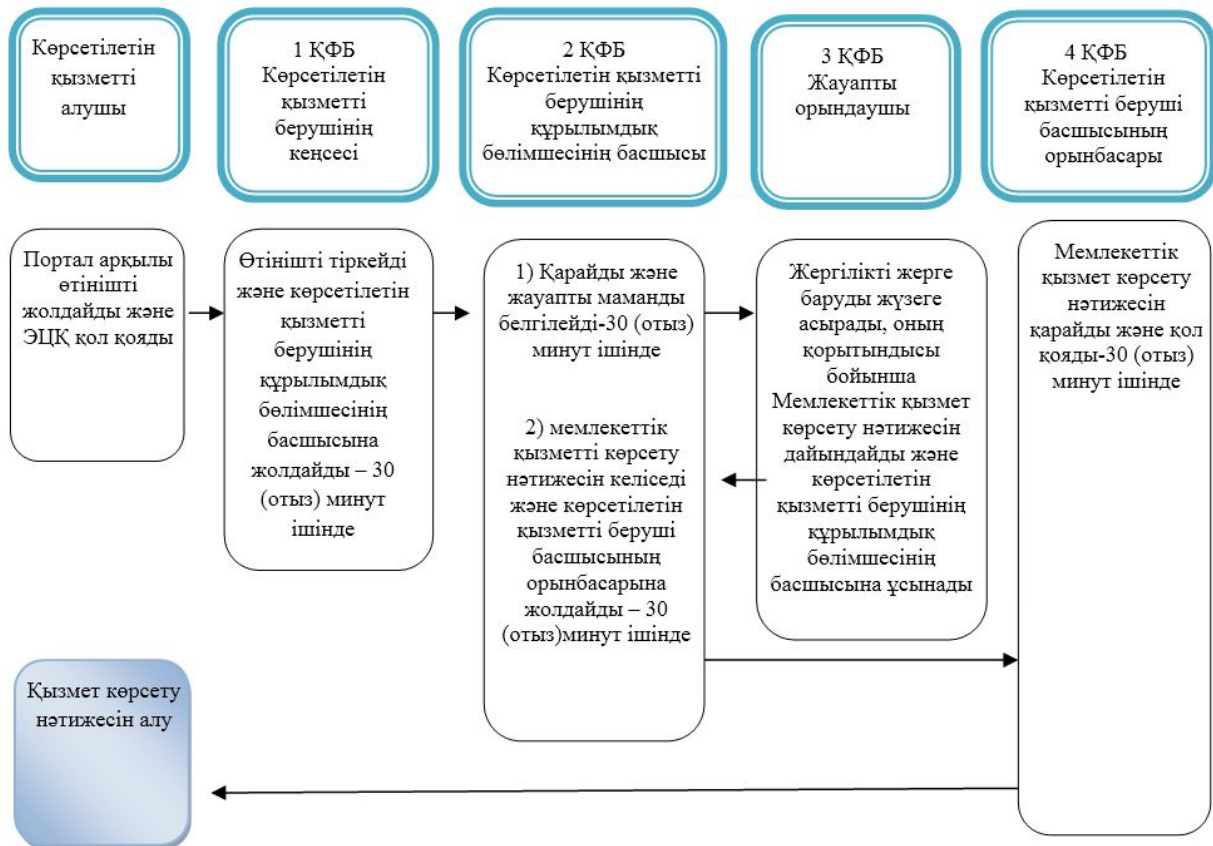 Көрсетілетін
қызметті
алушы
1 ҚФБ
Көрсетілетін
қызметті
берушінің
кеңсесі
2 ҚФБ
Көрсетілетін қызметті
берушінің
құрылымдық
бөлімшесінің басшысы
3 ҚФБ
Жауапты
орындаушы
4 ҚФБ
Көрсетілетін
қызметті беруші
басшысының
орынбасары
Портал арқылы
өтінішті
жолдайды және
ЭЦҚ қол қояды
Өтінішті тіркейді
және көрсетілетін
қызметті
берушінің
құрылымдық
бөлімшесінің
басшысына
жолдайды – 30
(отыз) минут
ішінде
1) Қарайды және
жауапты маманды
белгілейді-30 (отыз)
минут ішінде
2) мемлекеттік
қызметті көрсету
нәтижесін келіседі
және көрсетілетін
қызметті беруші
басшысының
орынбасарына
жолдайды – 30
(отыз)минут ішінде
Жергілікті жерге
баруды жүзеге
асырады, оның
қорытындысы
бойынша
Мемлекеттік қызмет
көрсету нәтижесін
дайындайды және
көрсетілетін
қызметті берушінің
құрылымдық
бөлімшесінің
басшысына ұсынады
Мемлекеттік
қызмет көрсету
нәтижесін
қарайды және қол
қояды-30 (отыз)
минут ішінде
Қызмет көрсету
нәтижесін алу